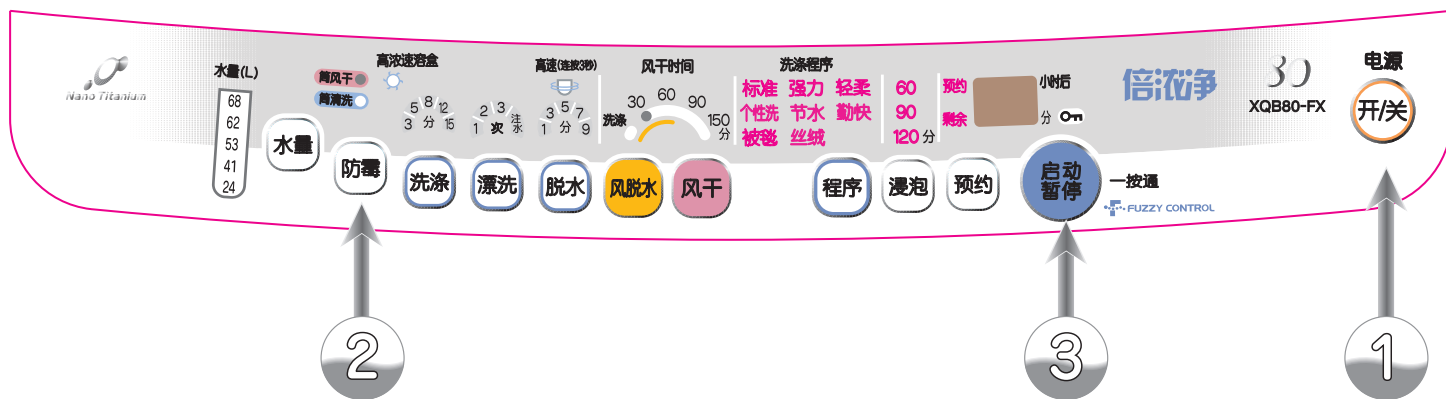 Nano Titanium
水量(L)
68
62
53
41
24
水量
筒风干
筒清洗
防霉
高浓速溶盒
3 5 8 12 15
分
洗涤
1 2 3 注水
次
漂洗
高速(连按3秒)
1 3 5 7 9
分
脱水
风干时间
洗涤 30 60 90 150
分
风脱水
风干
洗涤程序
标准 强力 轻柔 60
个性洗 节水 勤快 90
被毯 丝绒 120 分
程序
浸泡
预约 小时后
剩余 分
预约
启动
暂停
一按通
FUZZY CONTROL
倍浓净
80
XQB80-FX
电源
开/关
2
3
1